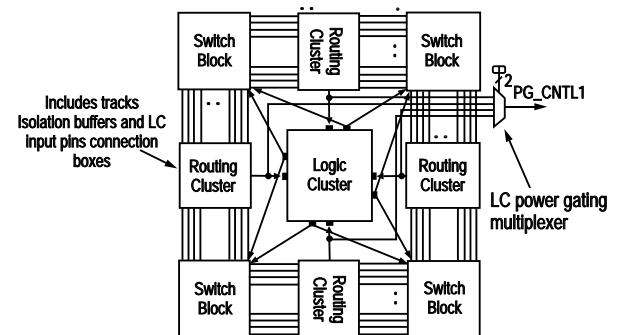 Switch
Block
Routing
Cluster
Switch
Block
2
PG_CNTL1
Includes tracks
Isolation buffers and LC
input pins connection
boxes
Routing
Cluster
Logic
Cluster
Routing
Cluster
LC power gating
multiplexer
Switch
Block
Routing
Cluster
Switch
Block